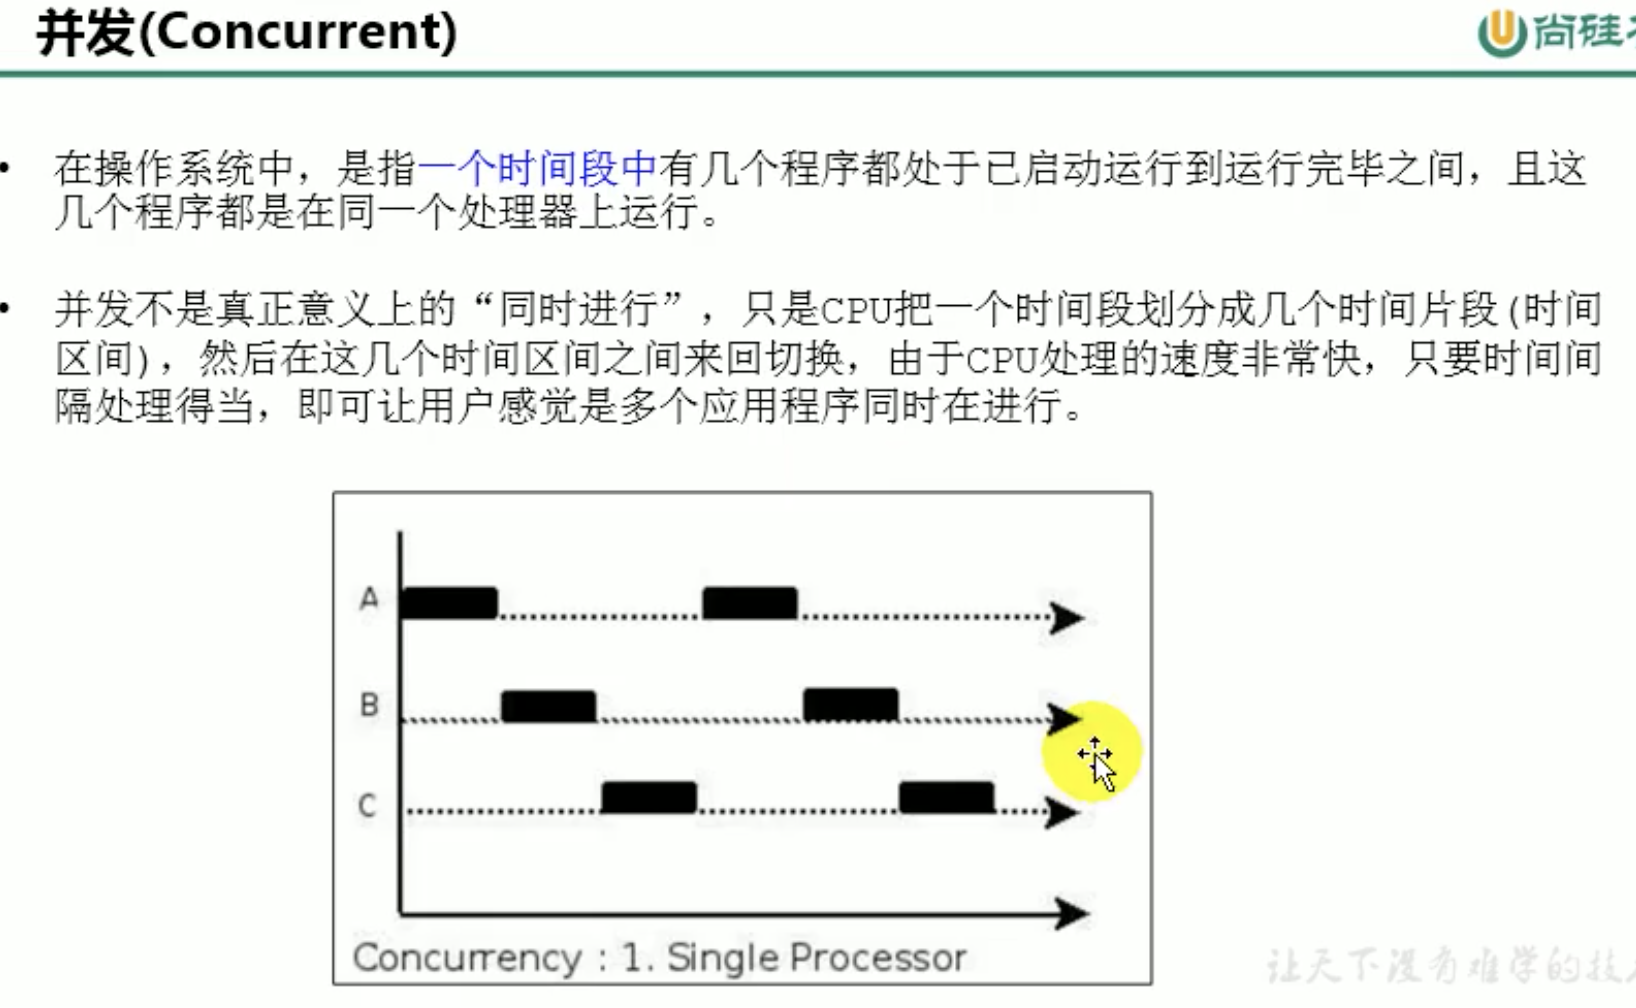 并发(Concurrent)
尚硅
• 在操作系统中，是指一个时间段中有几个程序都处于已启动运行到运行完毕之间，且这
几个程序都是在同一个处理器上运行。
• 并发不是真正意义上的“同时进行”，只是CPU把一个时间段划分成几个时间片段(时间
区间)，然后在这几个时间区间之间来回切换，由于CPU处理的速度非常快，只要时间间
隔处理得当，即可让用户感觉是多个应用程序同时在进行。
A
B
C
Concurrency : 1. Single Processor
让天下没有难学的技